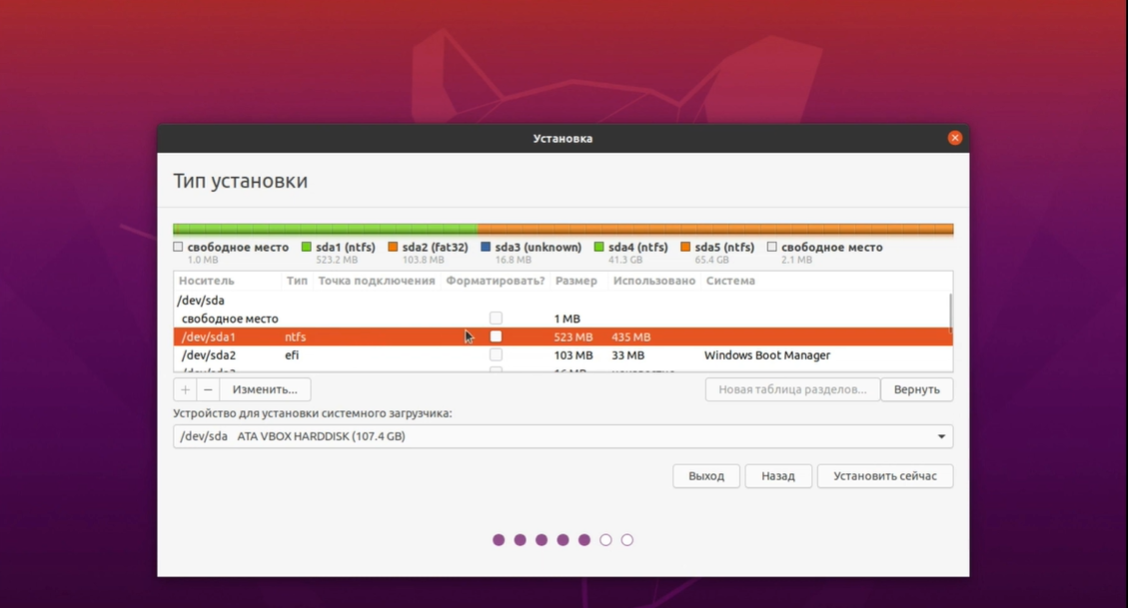 Установка
Тип установки
свободное место sda1 (ntfs) sda2 (fat32) sda3 (unknown) sda4 (ntfs) sda5 (ntfs) свободное место
1.0 MB 523.2 MB 103.8 MB 16.8 MB 41.3 GB 65.4 GB 2.1 MB
Носитель Тип Точка подключения Форматировать? Размер Использовано Система
/dev/sda
свободное место 1 MB
/dev/sda1 ntfs 523 MB 435 MB
/dev/sda2 efi 103 MB 33 MB Windows Boot Manager
+ − Изменить... Новая таблица разделов... Вернуть
Устройство для установки системного загрузчика:
/dev/sda ATA VBOX HARDDISK (107.4 GB)
Выход Назад Установить сейчас